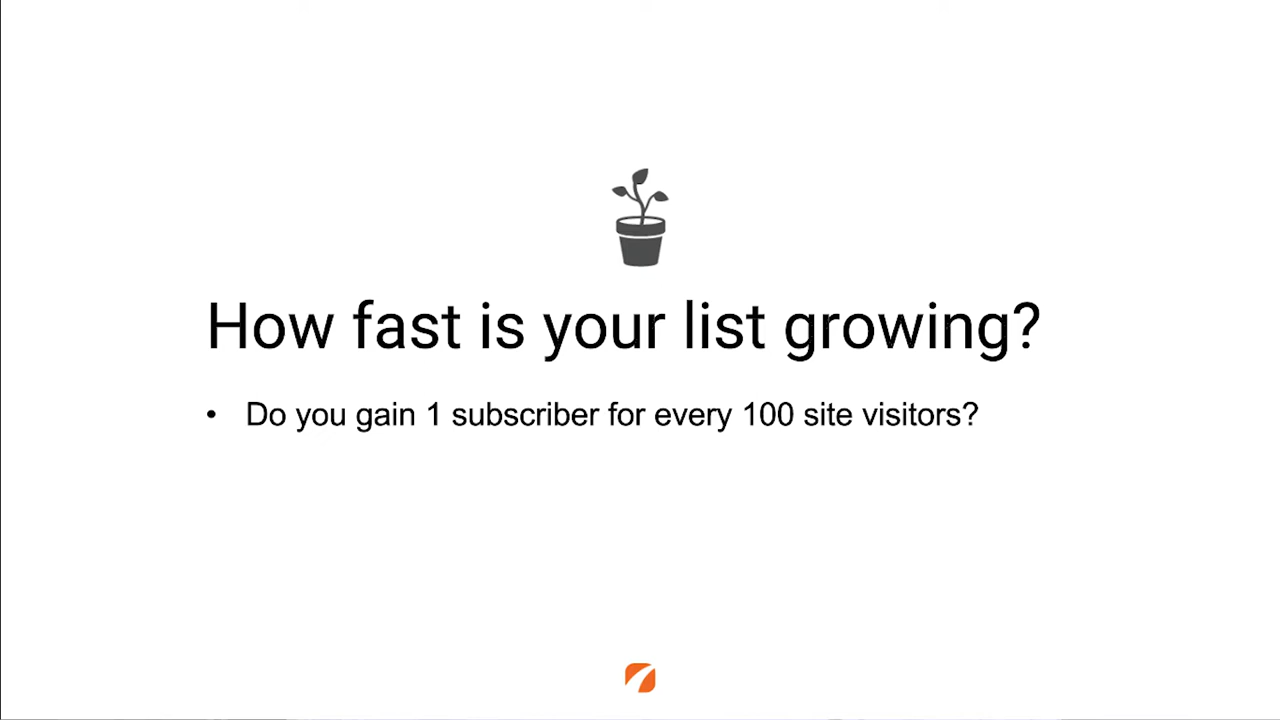 How fast is your list growing?
• Do you gain 1 subscriber for every 100 site visitors?